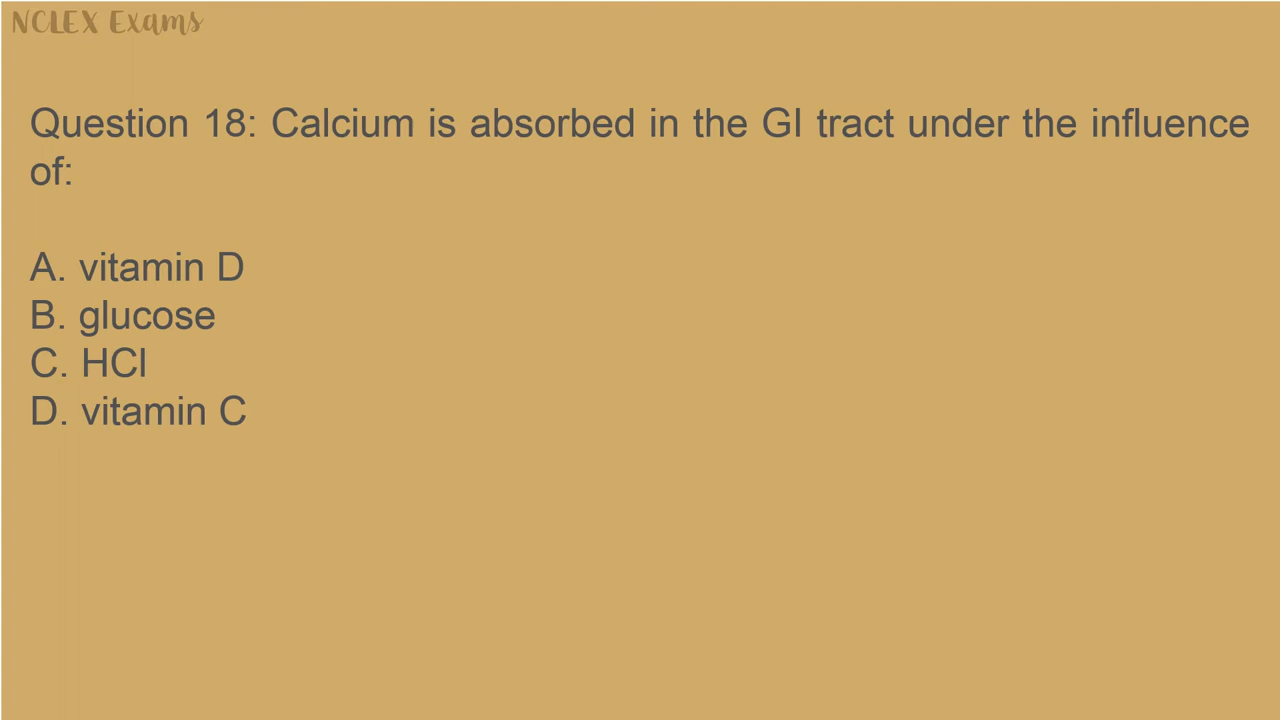 NCLEX Exams
Question 18: Calcium is absorbed in the GI tract under the influence
of:
A. vitamin D
B. glucose
C. HCl
D. vitamin C